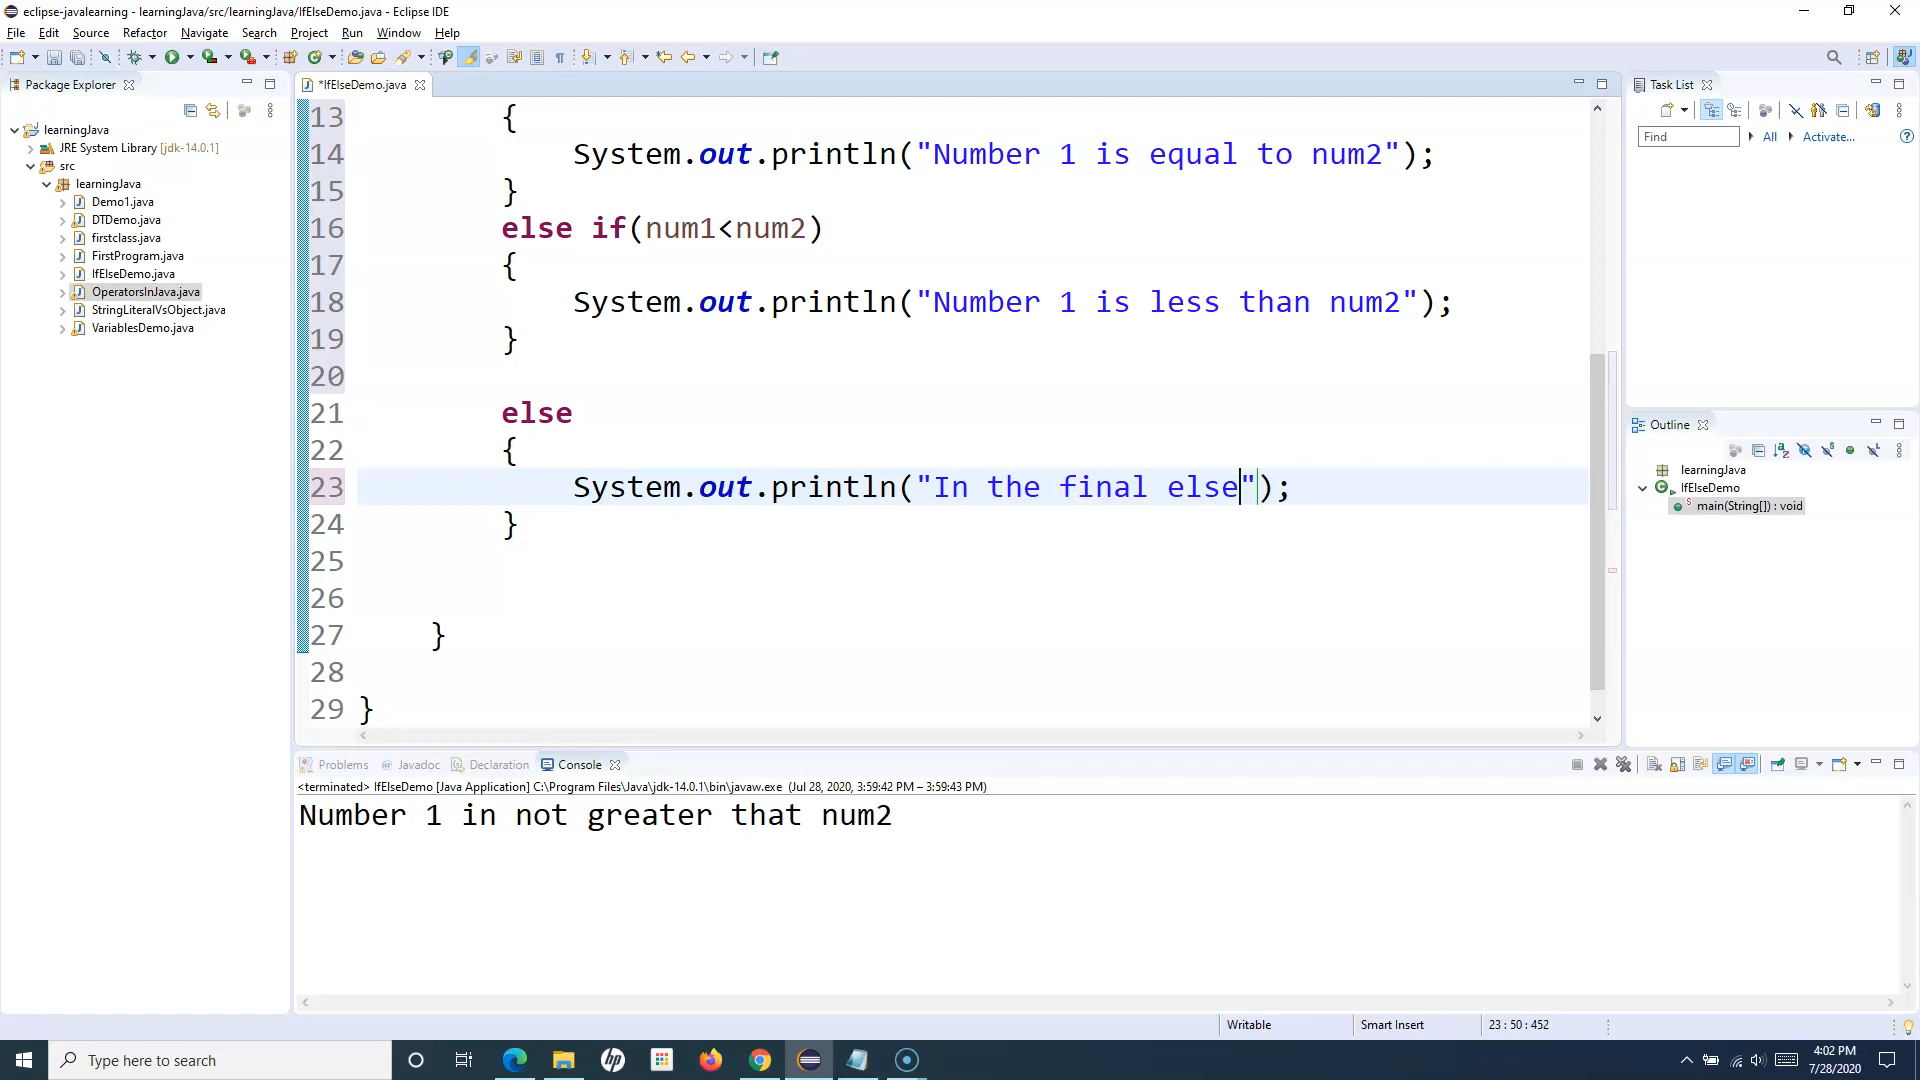 eclipse-javalearning - learningJava/src/learningJava/IfElseDemo.java - Eclipse IDE
File Edit Source Refactor Navigate Search Project Run Window Help
Package Explorer
learningJava
JRE System Library [jdk-14.0.1]
src
learningJava
Demo1.java
DTDemo.java
firstclass.java
FirstProgram.java
IfElseDemo.java
OperatorsInJava.java
StringLiteralVsObject.java
VariablesDemo.java
*IfElseDemo.java
13 {
14 System.out.println("Number 1 is equal to num2");
15 }
16 else if(num1<num2)
17 {
18 System.out.println("Number 1 is less than num2");
19 }
20
21 else
22 {
23 System.out.println("In the final else");
24 }
25
26
27 }
28
29 }
Task List
Find All Activate...
Outline
learningJava
IfElseDemo
main(String[]) : void
Problems Javadoc Declaration Console
<terminated> IfElseDemo [Java Application] C:\Program Files\Java\jdk-14.0.1\bin\javaw.exe (Jul 28, 2020, 3:59:42 PM – 3:59:43 PM)
Number 1 in not greater that num2
Writable Smart Insert 23 : 50 : 452
Type here to search
hp
4:02 PM
7/28/2020